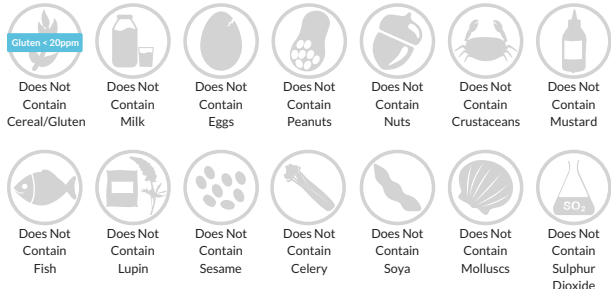 Gluten < 20ppm
Does Not
Contain
Cereal/Gluten
Does Not
Contain
Milk
Does Not
Contain
Eggs
Does Not
Contain
Peanuts
Does Not
Contain
Nuts
Does Not
Contain
Crustaceans
Does Not
Contain
Mustard
SO₂
Does Not
Contain
Fish
Does Not
Contain
Lupin
Does Not
Contain
Sesame
Does Not
Contain
Celery
Does Not
Contain
Soya
Does Not
Contain
Molluscs
Does Not
Contain
Sulphur
Dioxide